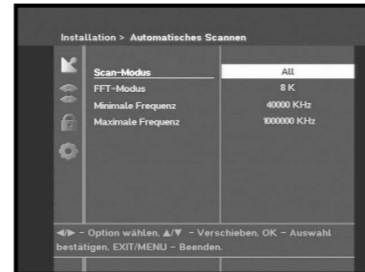 Installation > Automatisches Scannen
Scan-Modus All
FFT-Modus 8 K
Minimale Frequenz 40000 KHz
Maximale Frequenz 1000000 KHz
◄/► – Option wählen, ▲/▼ – Verschieben, OK – Auswahl
bestätigen, EXIT/MENU – Beenden.